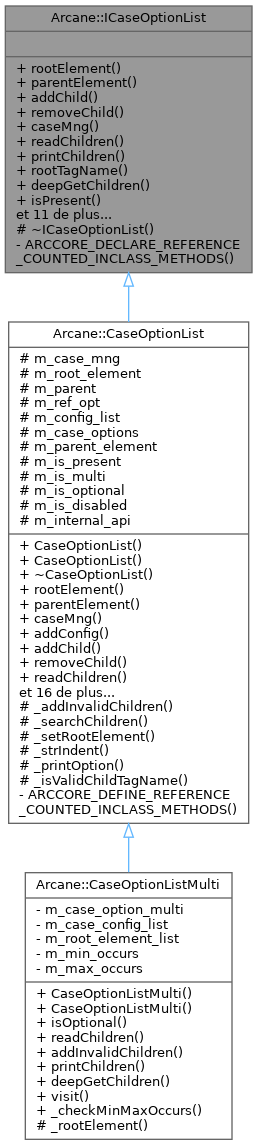 Arcane::ICaseOptionList
+ rootElement()
+ parentElement()
+ addChild()
+ removeChild()
+ caseMng()
+ readChildren()
+ printChildren()
+ rootTagName()
+ deepGetChildren()
+ isPresent()
et 11 de plus...
# ~ICaseOptionList()
- ARCCORE_DECLARE_REFERENCE
_COUNTED_INCLASS_METHODS()
Arcane::CaseOptionList
# m_case_mng
# m_root_element
# m_parent
# m_ref_opt
# m_config_list
# m_case_options
# m_parent_element
# m_is_present
# m_is_multi
# m_is_optional
# m_is_disabled
# m_internal_api
+ CaseOptionList()
+ CaseOptionList()
+ ~CaseOptionList()
+ rootElement()
+ parentElement()
+ caseMng()
+ addConfig()
+ addChild()
+ removeChild()
+ readChildren()
et 16 de plus...
# _addInvalidChildren()
# _searchChildren()
# _setRootElement()
# _strIndent()
# _printOption()
# _isValidChildTagName()
- ARCCORE_DEFINE_REFERENCE
_COUNTED_INCLASS_METHODS()
Arcane::CaseOptionListMulti
- m_case_option_multi
- m_case_config_list
- m_root_element_list
- m_min_occurs
- m_max_occurs
+ CaseOptionListMulti()
+ CaseOptionListMulti()
+ isOptional()
+ readChildren()
+ addInvalidChildren()
+ printChildren()
+ deepGetChildren()
+ visit()
+ _checkMinMaxOccurs()
# _rootElement()